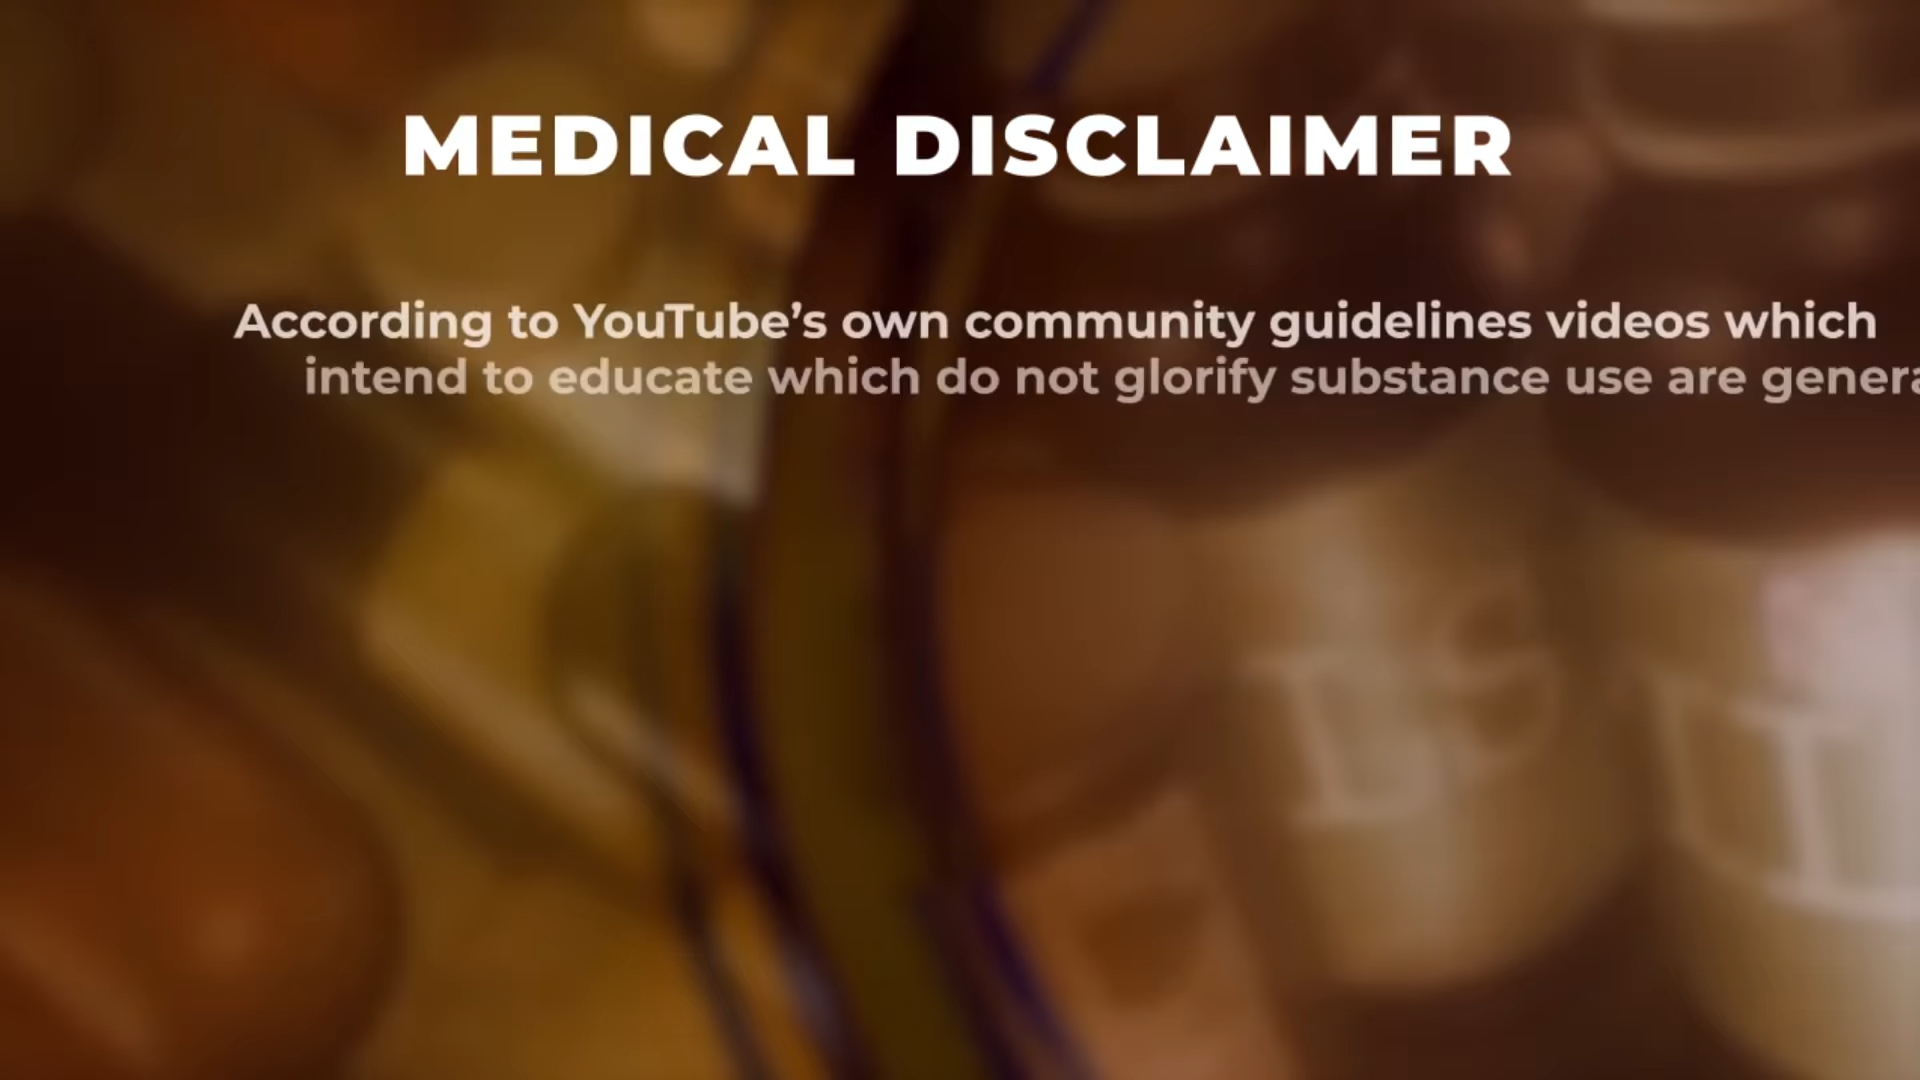 MEDICAL DISCLAIMER
According to YouTube’s own community guidelines videos which
intend to educate which do not glorify substance use are